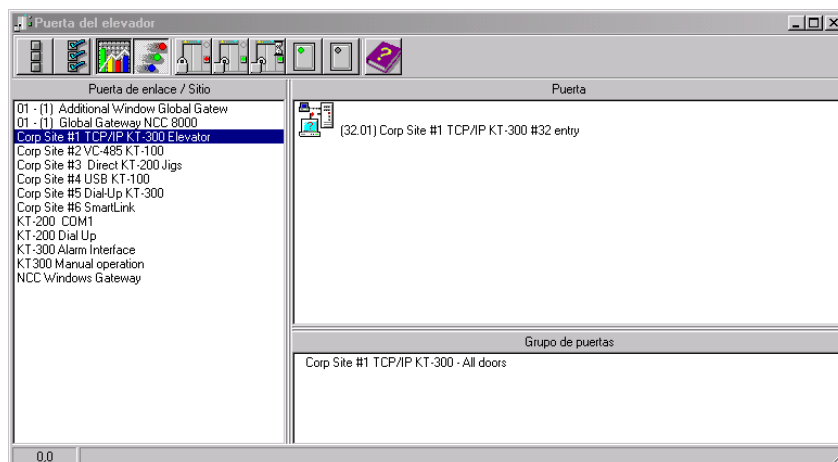 Puerta del elevador
Puerta de enlace / Sitio
01 - (1) Additional Window Global Gatew
01 - (1) Global Gateway NCC 8000
Corp Site #1 TCP/IP KT-300 Elevator
Corp Site #2 VC-485 KT-100
Corp Site #3 Direct KT-200 Jigs
Corp Site #4 USB KT-100
Corp Site #5 Dial-Up KT-300
Corp Site #6 SmartLink
KT-200 COM1
KT-200 Dial Up
KT-300 Alarm Interface
KT300 Manual operation
NCC Windows Gateway
Puerta
(32.01) Corp Site #1 TCP/IP KT-300 #32 entry
Grupo de puertas
Corp Site #1 TCP/IP KT-300 - All doors
0,0